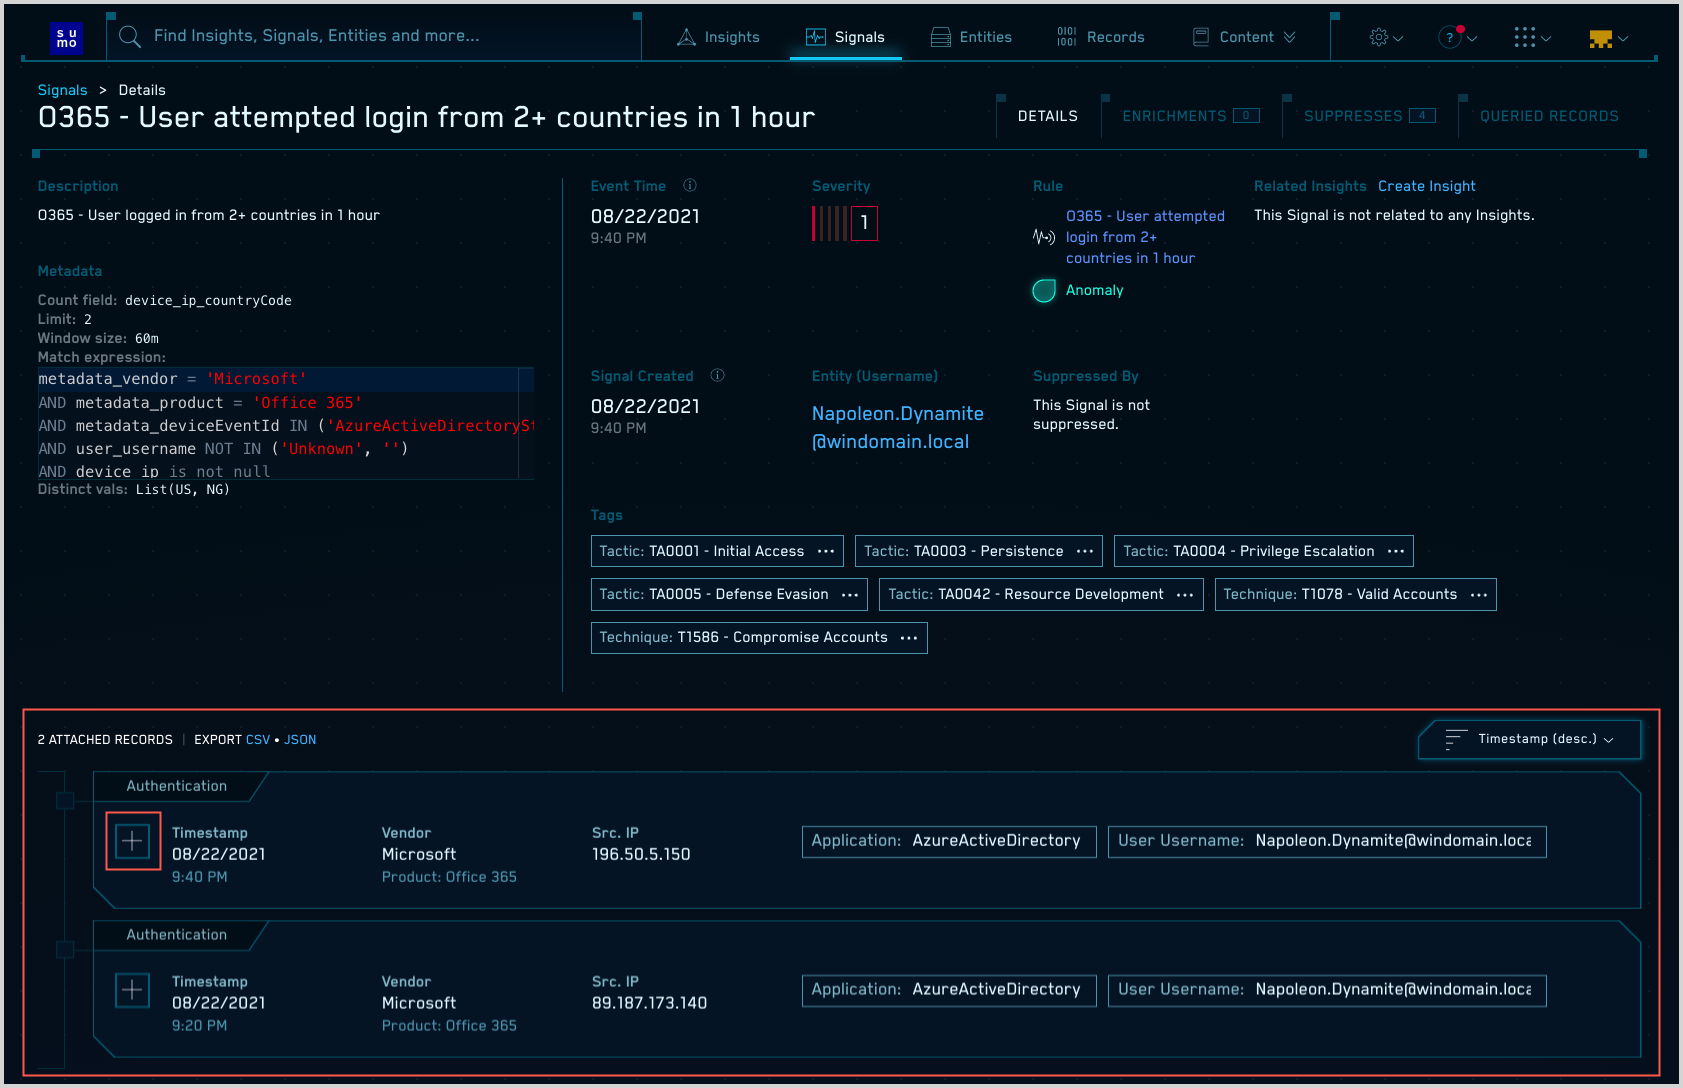 su
mo
Find Insights, Signals, Entities and more...
Insights
Signals
Entities
0101
1001
Records
Content
?
Signals > Details
O365 - User attempted login from 2+ countries in 1 hour
DETAILS
ENRICHMENTS 0
SUPPRESSES 4
QUERIED RECORDS
Description
O365 - User logged in from 2+ countries in 1 hour
Metadata
Count field: device_ip_countryCode
Limit: 2
Window size: 60m
Match expression:
metadata_vendor = 'Microsoft'
AND metadata_product = 'Office 365'
AND metadata_deviceEventId IN ('AzureActiveDirectorySt
AND user_username NOT IN ('Unknown', '')
AND device_ip is not null
Distinct vals: List(US, NG)
Event Time
08/22/2021
9:40 PM
Severity
1
Rule
O365 - User attempted
login from 2+
countries in 1 hour
Anomaly
Related Insights Create Insight
This Signal is not related to any Insights.
Signal Created
08/22/2021
9:40 PM
Entity (Username)
Napoleon.Dynamite
@windomain.local
Suppressed By
This Signal is not
suppressed.
Tags
Tactic: TA0001 - Initial Access ...
Tactic: TA0003 - Persistence ...
Tactic: TA0004 - Privilege Escalation ...
Tactic: TA0005 - Defense Evasion ...
Tactic: TA0042 - Resource Development ...
Technique: T1078 - Valid Accounts ...
Technique: T1586 - Compromise Accounts ...
2 ATTACHED RECORDS | EXPORT CSV • JSON
Timestamp (desc.)
Authentication
Timestamp
08/22/2021
9:40 PM
Vendor
Microsoft
Product: Office 365
Src. IP
196.50.5.150
Application: AzureActiveDirectory
User Username: Napoleon.Dynamite@windomain.loca
Authentication
Timestamp
08/22/2021
9:20 PM
Vendor
Microsoft
Product: Office 365
Src. IP
89.187.173.140
Application: AzureActiveDirectory
User Username: Napoleon.Dynamite@windomain.loca